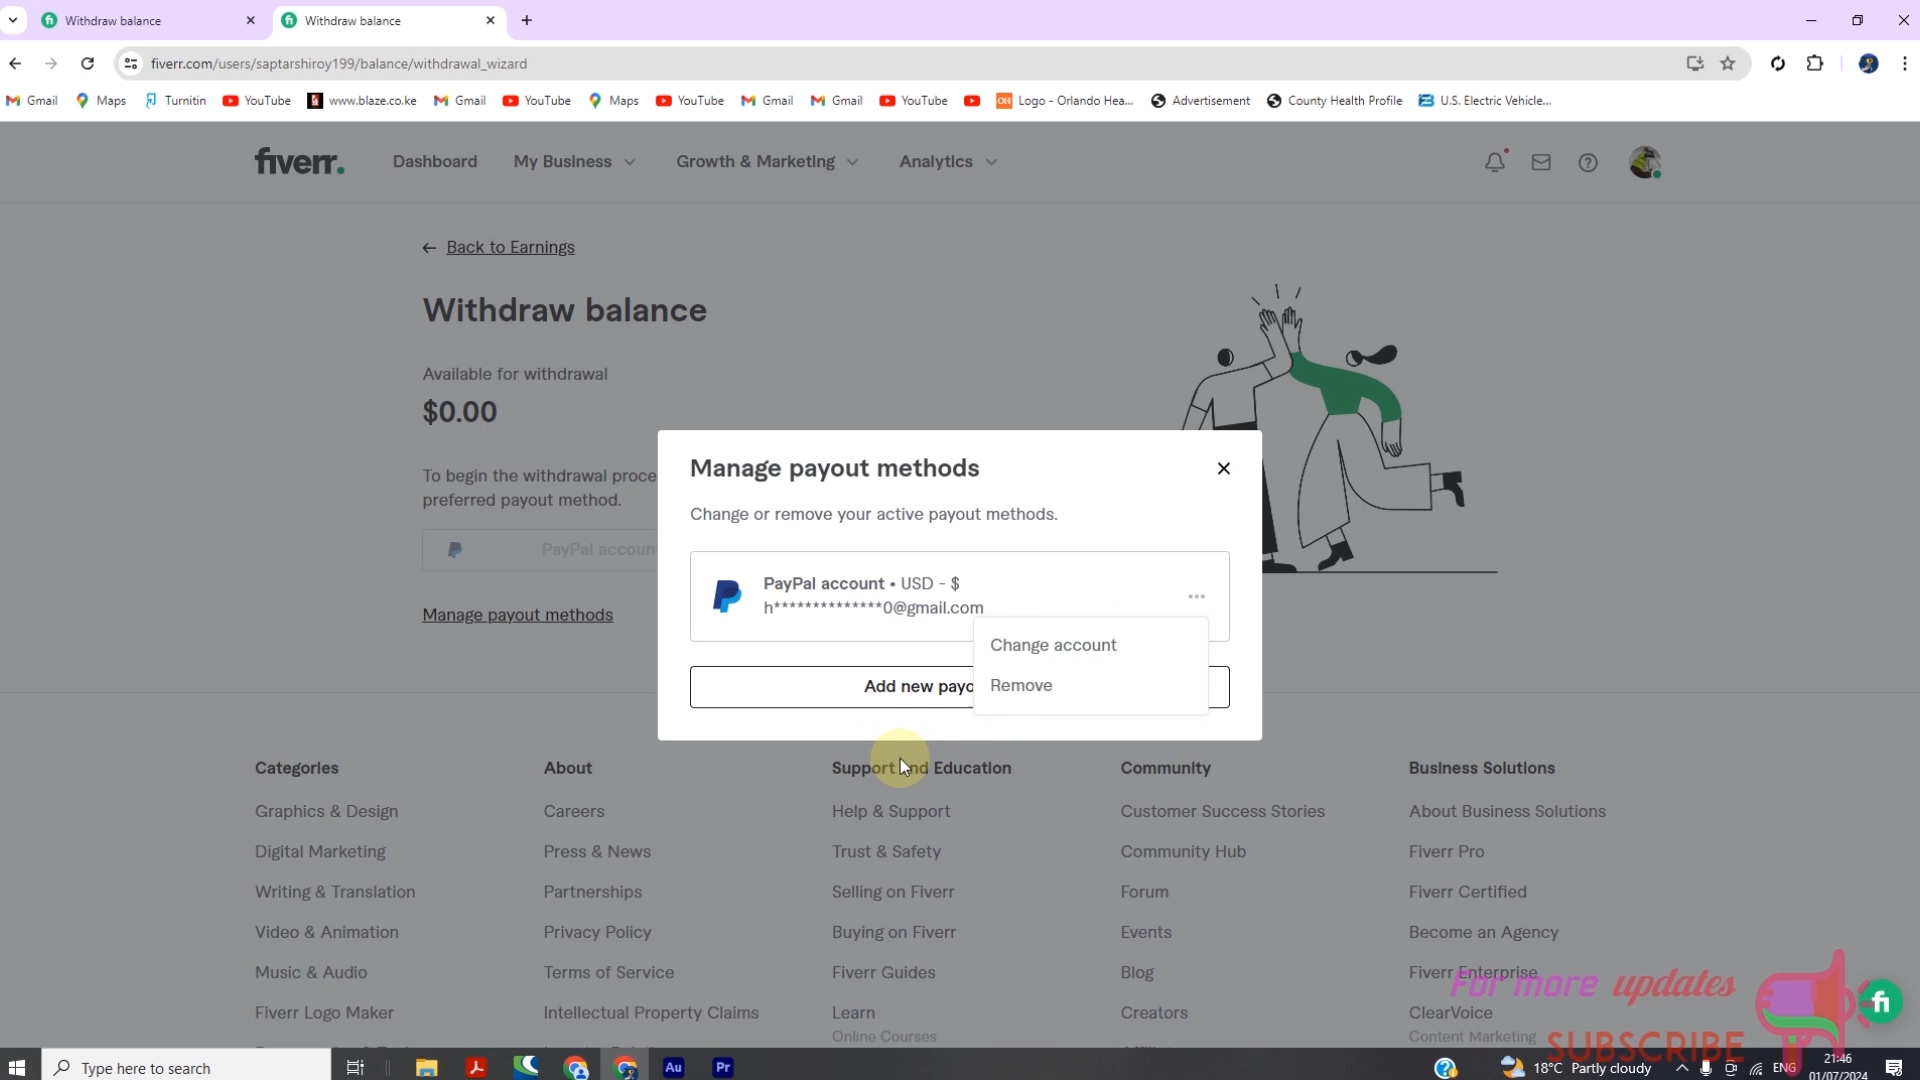 Withdraw balance
Withdraw balance
fiverr.com/users/saptarshiroy199/balance/withdrawal_wizard
Gmail Maps Turnitin YouTube www.blaze.co.ke Gmail YouTube Maps YouTube Gmail Gmail YouTube Logo - Orlando Hea... Advertisement County Health Profile U.S. Electric Vehicle...
fiverr. Dashboard My Business Growth & Marketing Analytics
Back to Earnings
Withdraw balance
Available for withdrawal
$0.00
To begin the withdrawal proce
preferred payout method.
PayPal accoun
Manage payout methods
Manage payout methods
Change or remove your active payout methods.
PayPal account • USD - $
h**************0@gmail.com
Change account
Remove
Add new payo
Categories
Graphics & Design
Digital Marketing
Writing & Translation
Video & Animation
Music & Audio
Fiverr Logo Maker
About
Careers
Press & News
Partnerships
Privacy Policy
Terms of Service
Intellectual Property Claims
Support and Education
Help & Support
Trust & Safety
Selling on Fiverr
Buying on Fiverr
Fiverr Guides
Learn
Online Courses
Community
Customer Success Stories
Community Hub
Forum
Events
Blog
Creators
Business Solutions
About Business Solutions
Fiverr Pro
Fiverr Certified
Become an Agency
Fiverr Enterprise
ClearVoice
Content Marketing
For more updates
SUBSCRIBE
fi
Type here to search
Au
Pr
18°C Partly cloudy
ENG
21:46
01/07/2024